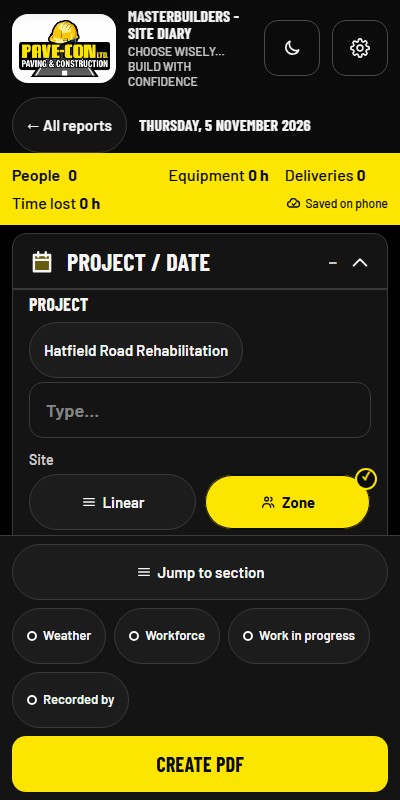 PAVE-CON LTD.
PAVING & CONSTRUCTION
MASTERBUILDERS -
SITE DIARY
CHOOSE WISELY...
BUILD WITH
CONFIDENCE
← All reports
THURSDAY, 5 NOVEMBER 2026
People 0 Equipment 0 h Deliveries 0
Time lost 0 h Saved on phone
PROJECT / DATE –
PROJECT
Hatfield Road Rehabilitation
Type...
Site
Linear Zone
Jump to section
Weather Workforce Work in progress
Recorded by
CREATE PDF